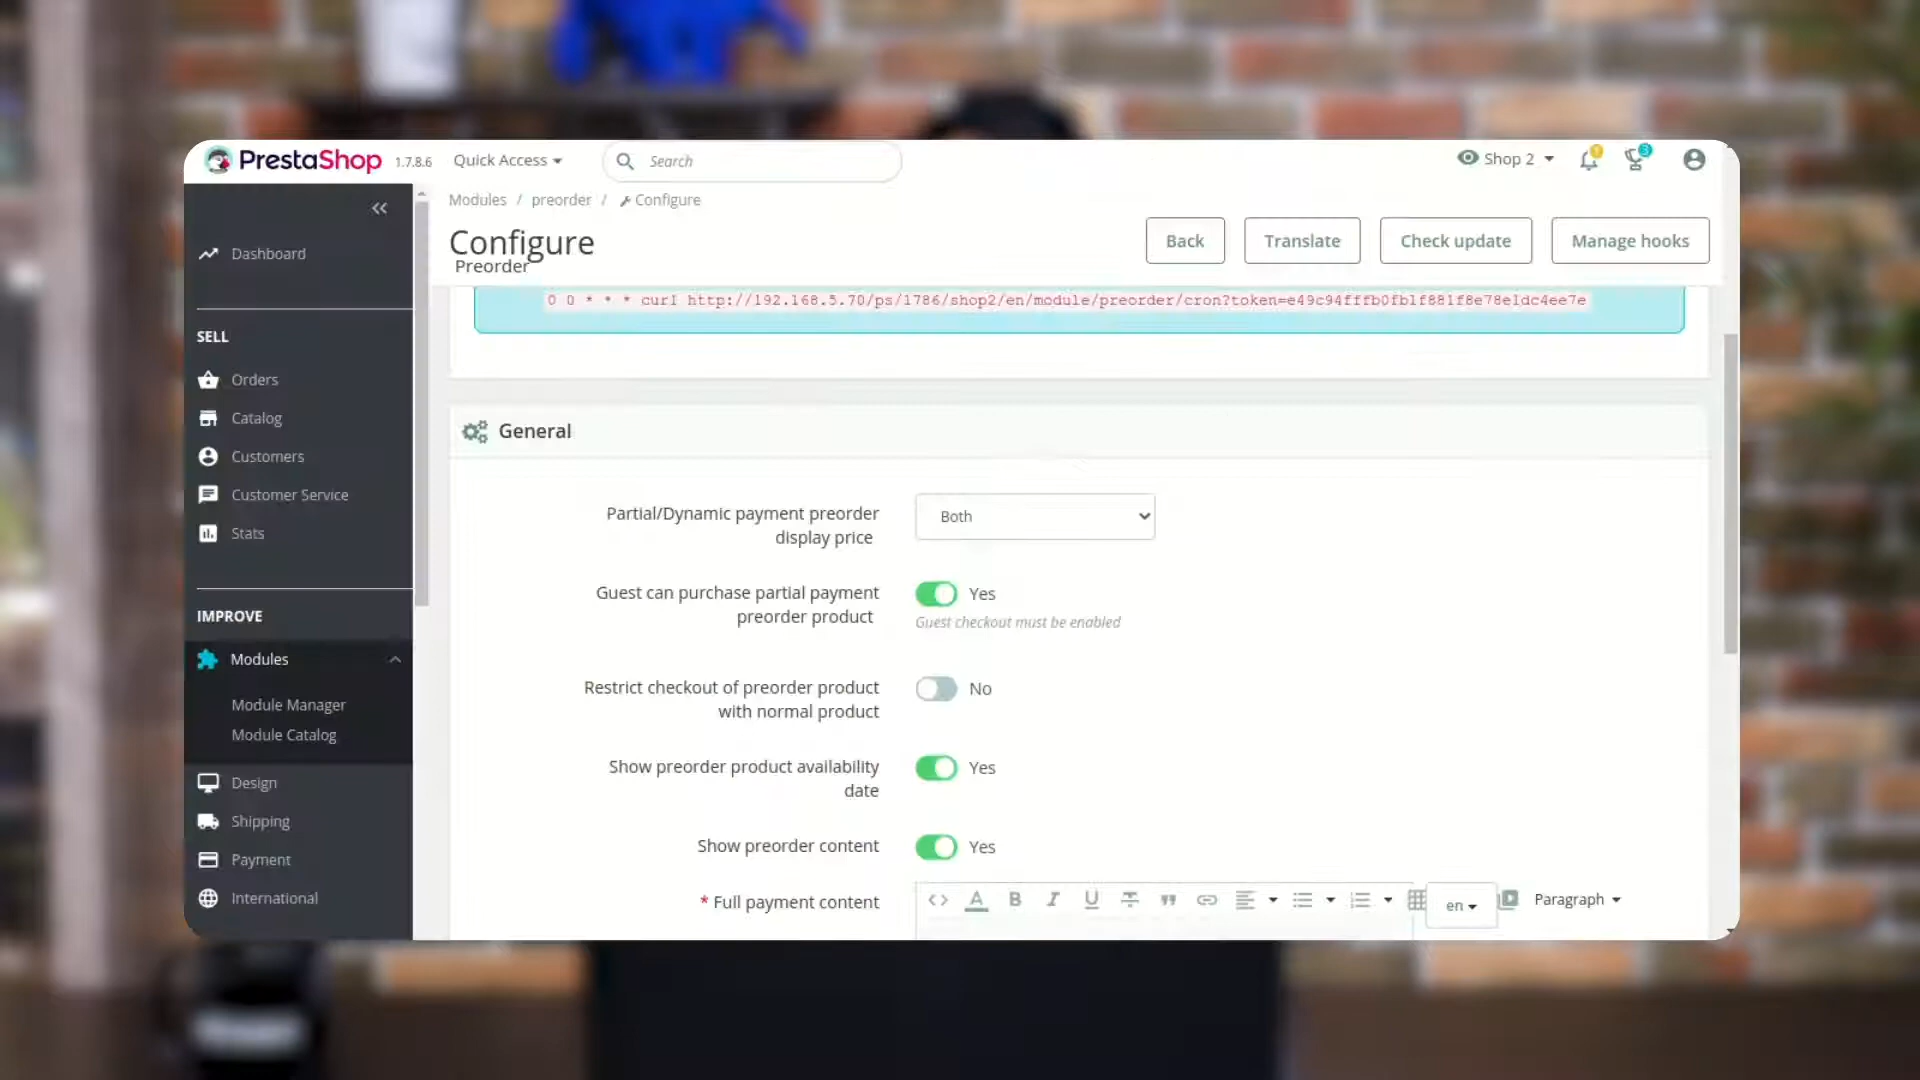 PrestaShop 1.7.8.6 Quick Access Search Shop 2
Modules / preorder / Configure
Configure
Preorder
Back Translate Check update Manage hooks
0 0 * * * curl http://192.168.5.70/ps/1786/shop2/en/module/preorder/cron?token=e49c94fffb0fb1f881f8e78e1dc4ee7e
Dashboard
SELL
Orders
Catalog
Customers
Customer Service
Stats
IMPROVE
Modules
Module Manager
Module Catalog
Design
Shipping
Payment
International
General
Partial/Dynamic payment preorder
display price
Both
Guest can purchase partial payment
preorder product
Yes
Guest checkout must be enabled
Restrict checkout of preorder product
with normal product
No
Show preorder product availability
date
Yes
Show preorder content
Yes
* Full payment content
en
Paragraph